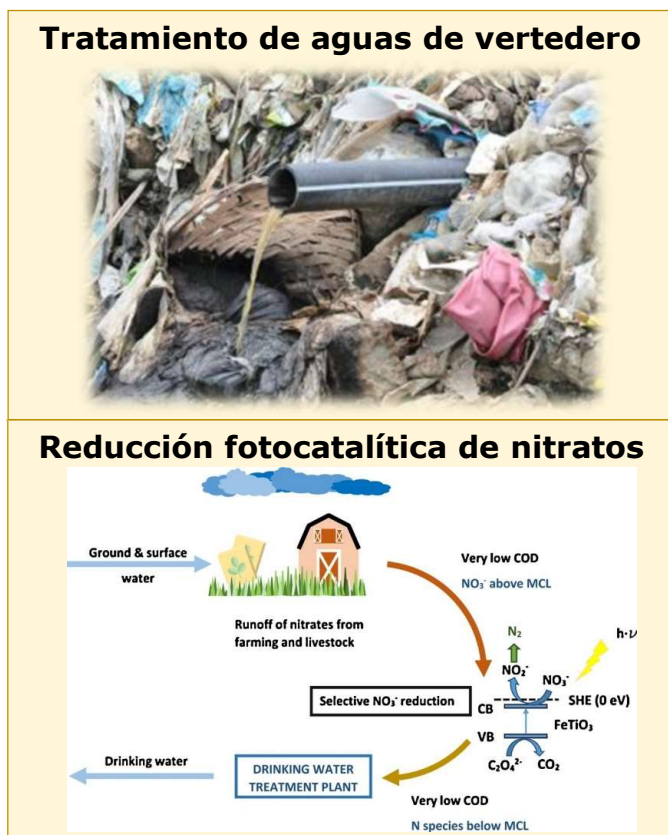 Tratamiento de aguas de vertedero
Reducción fotocatalítica de nitratos
Ground & surface
water
Runoff of nitrates from
farming and livestock
Very low COD
NO₃⁻ above MCL
N₂
h·ν
NO₂⁻
NO₃⁻
Selective NO₃⁻ reduction
CB
SHE (0 eV)
FeTiO₃
VB
C₂O₄²⁻
CO₂
Drinking water
DRINKING WATER
TREATMENT PLANT
Very low COD
N species below MCL